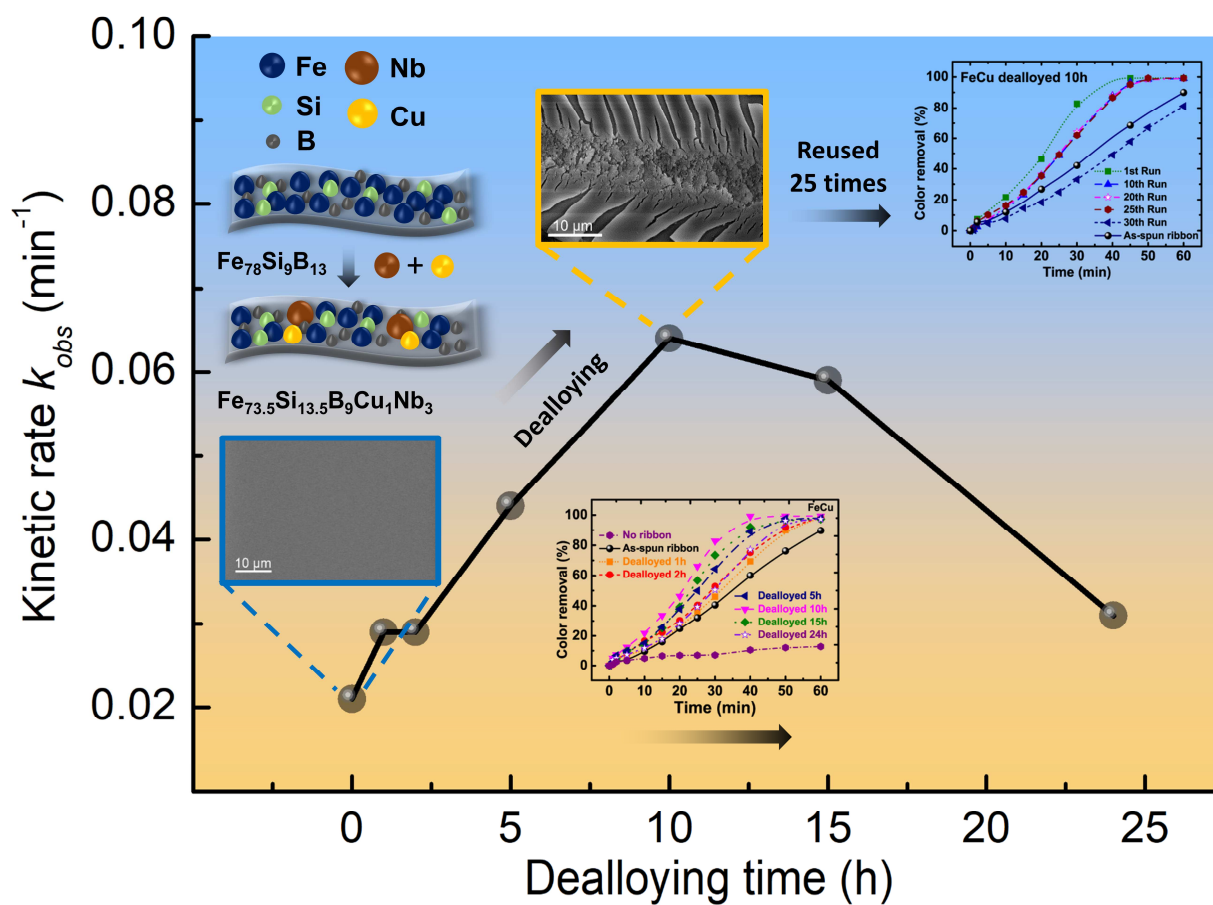 Kinetic rate k_obs (min⁻¹)
0.10
0.08
0.06
0.04
0.02
Fe
Nb
Si
Cu
B
Fe₇₈Si₉B₁₃
+
Fe₇₃.₅Si₁₃.₅B₉Cu₁Nb₃
10 μm
Dealloying
10 μm
Reused
25 times
FeCu dealloyed 10h
Color removal (%)
100
80
60
40
20
0
1st Run
10th Run
20th Run
25th Run
30th Run
As-spun ribbon
0 10 20 30 40 50 60
Time (min)
FeCu
Color removal (%)
100
80
60
40
20
0
No ribbon
As-spun ribbon
Dealloyed 1h
Dealloyed 2h
Dealloyed 5h
Dealloyed 10h
Dealloyed 15h
Dealloyed 24h
0 10 20 30 40 50 60
Time (min)
0 5 10 15 20 25
Dealloying time (h)